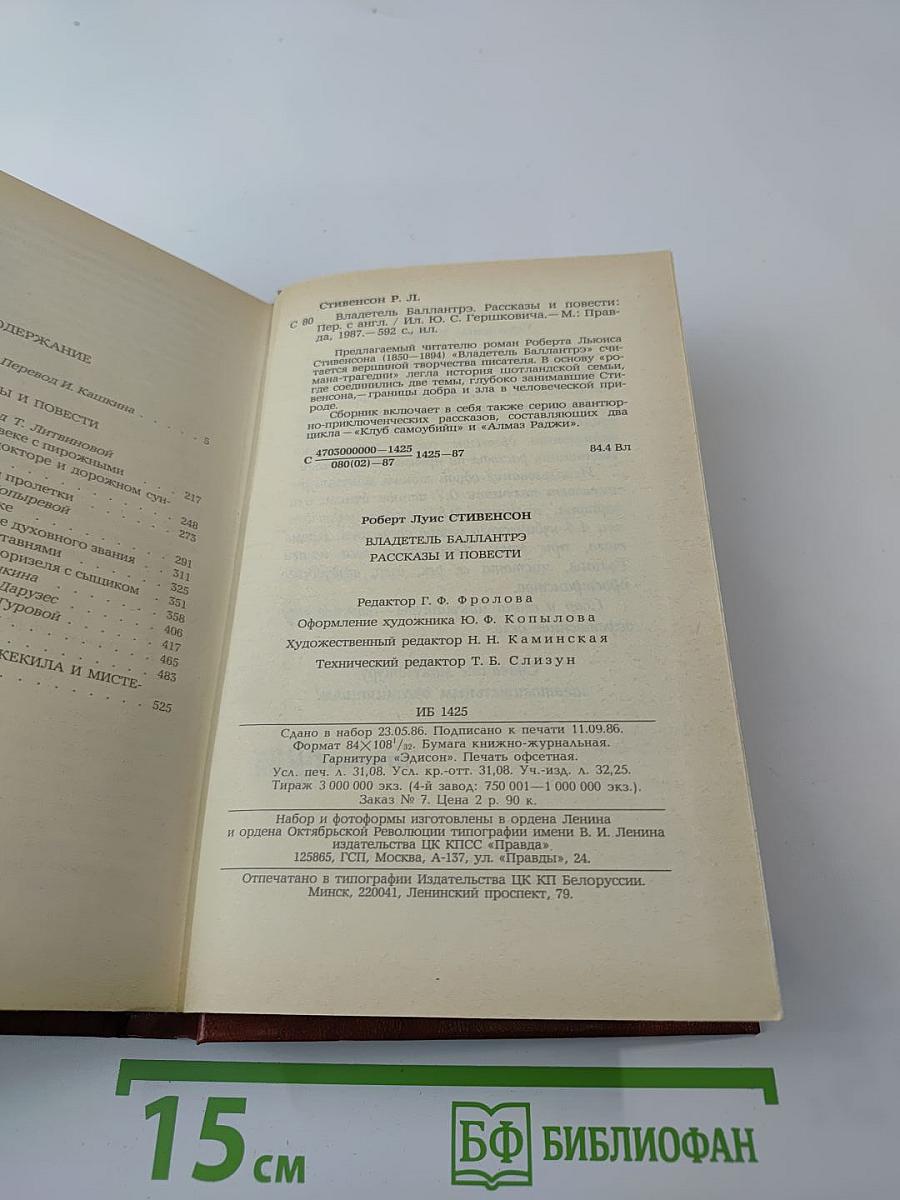 ОДЕРЖАНИЕ
Перевод И. Кашкина .
. . . . 5
Ы И ПОВЕСТИ
д Т. Литвиновой
веке с пирожными
. . . 217
окторе и дорожном сун-
. . 248
и пролетки
. . 273
опыревой
ке
е духовного звания . 291
тавнями . . . 311
оризеля с сыщиком . 325
шкина . . . 351
Дарузес . . 358
Гуровой . . 406
. . 417
. . 465
. . 483
ЖЕКИЛА И МИСТЕ-
. . . 525
Стивенсон Р. Л.
С 80 Владетель Баллантрэ. Рассказы и повести:
Пер. с англ. / Ил. Ю. С. Гершковича.— М.: Прав-
да, 1987.— 592 с., ил.
Предлагаемый читателю роман Роберта Льюиса
Стивенсона (1850—1894) «Владетель Баллантрэ» счи-
тается вершиной творчества писателя. В основу «ро-
мана-трагедии» легла история шотландской семьи,
где соединились две темы, глубоко занимавшие Сти-
венсона,— границы добра и зла в человеческой при-
роде.
Сборник включает в себя также серию авантюр-
но-приключенческих рассказов, составляющих два
цикла — «Клуб самоубийц» и «Алмаз Раджи».
С 4703000000—1425 / 080(02)—87 1425—87 84.4 Вл
Роберт Луис СТИВЕНСОН
ВЛАДЕТЕЛЬ БАЛЛАНТРЭ
РАССКАЗЫ И ПОВЕСТИ
Редактор Г. Ф. Фролова
Оформление художника Ю. Ф. Копылова
Художественный редактор Н. Н. Каминская
Технический редактор Т. Б. Слизун
ИБ 1425
Сдано в набор 23.05.86. Подписано к печати 11.09.86.
Формат 84×108¹/₃₂. Бумага книжно-журнальная.
Гарнитура «Эдисон». Печать офсетная.
Усл. печ. л. 31,08. Усл. кр.-отт. 31,08. Уч.-изд. л. 32,25.
Тираж 3 000 000 экз. (4-й завод: 750 001—1 000 000 экз.).
Заказ № 7. Цена 2 р. 90 к.
Набор и фотоформы изготовлены в ордена Ленина
и ордена Октябрьской Революции типографии имени В. И. Ленина
издательства ЦК КПСС «Правда»
125865, ГСП, Москва, А-137, ул. «Правды», 24.
Отпечатано в типографии Издательства ЦК КП Белоруссии.
Минск, 220041, Ленинский проспект, 79.
15 см
БФ БИБЛИОФАН